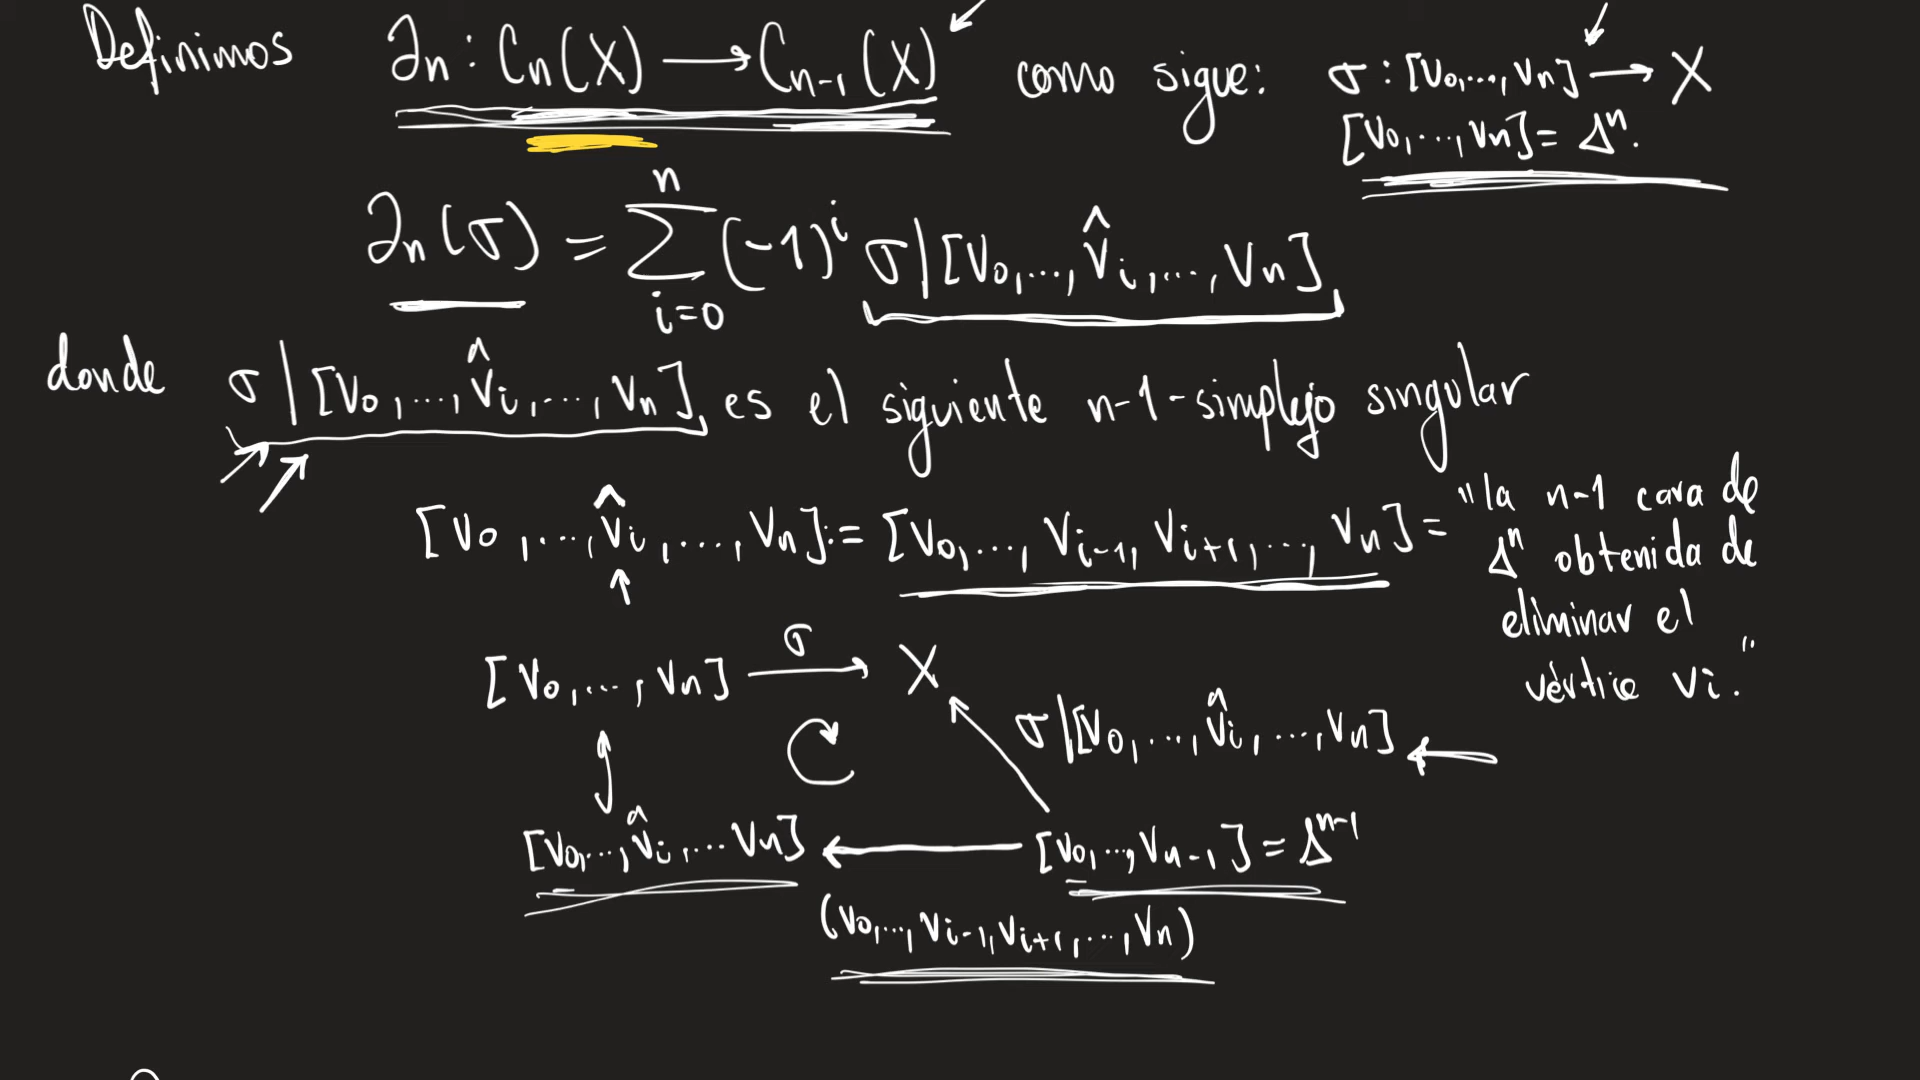 Definimos ∂n : Cn(X) → Cn-1(X) como sigue: σ : [v0,...,vn] → X
[v0,...,vn] = Δⁿ.
∂n(σ) = Σ_{i=0}^{n} (-1)^i σ|[v0,...,v̂i,...,vn],
donde σ|[v0,...,v̂i,...,vn], es el siguiente n-1-simplejo singular
[v0,...,v̂i,...,vn] := [v0,...,vi-1,vi+1,...,vn] = "la n-1 cara de
Δⁿ obtenida de
eliminar el
vértice vi."
[v0,...,vn] —σ→ X
σ|[v0,...,v̂i,...,vn] ←
[v0,...,v̂i,...vn] ← [v0,...,vn-1] = Δⁿ⁻¹
(v0,...,vi-1,vi+1,...,vn)